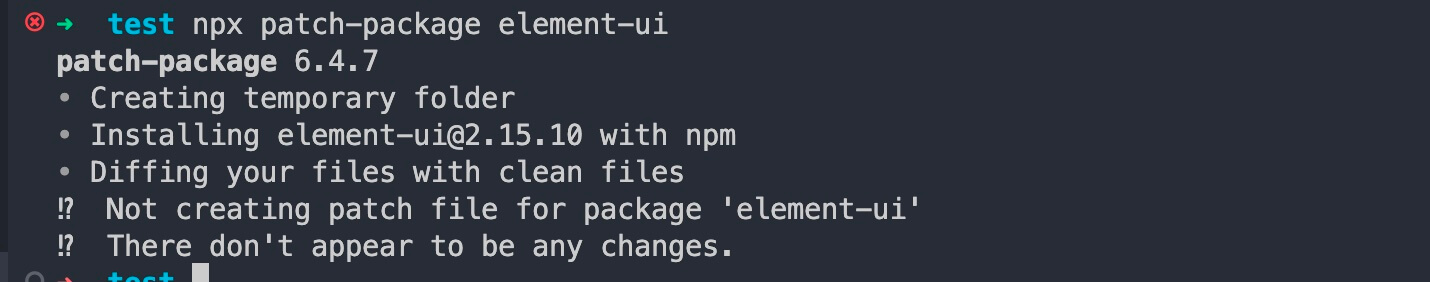 ➜ test npx patch-package element-ui
patch-package 6.4.7
• Creating temporary folder
• Installing element-ui@2.15.10 with npm
• Diffing your files with clean files
⁉ Not creating patch file for package 'element-ui'
⁉ There don't appear to be any changes.
➜ test